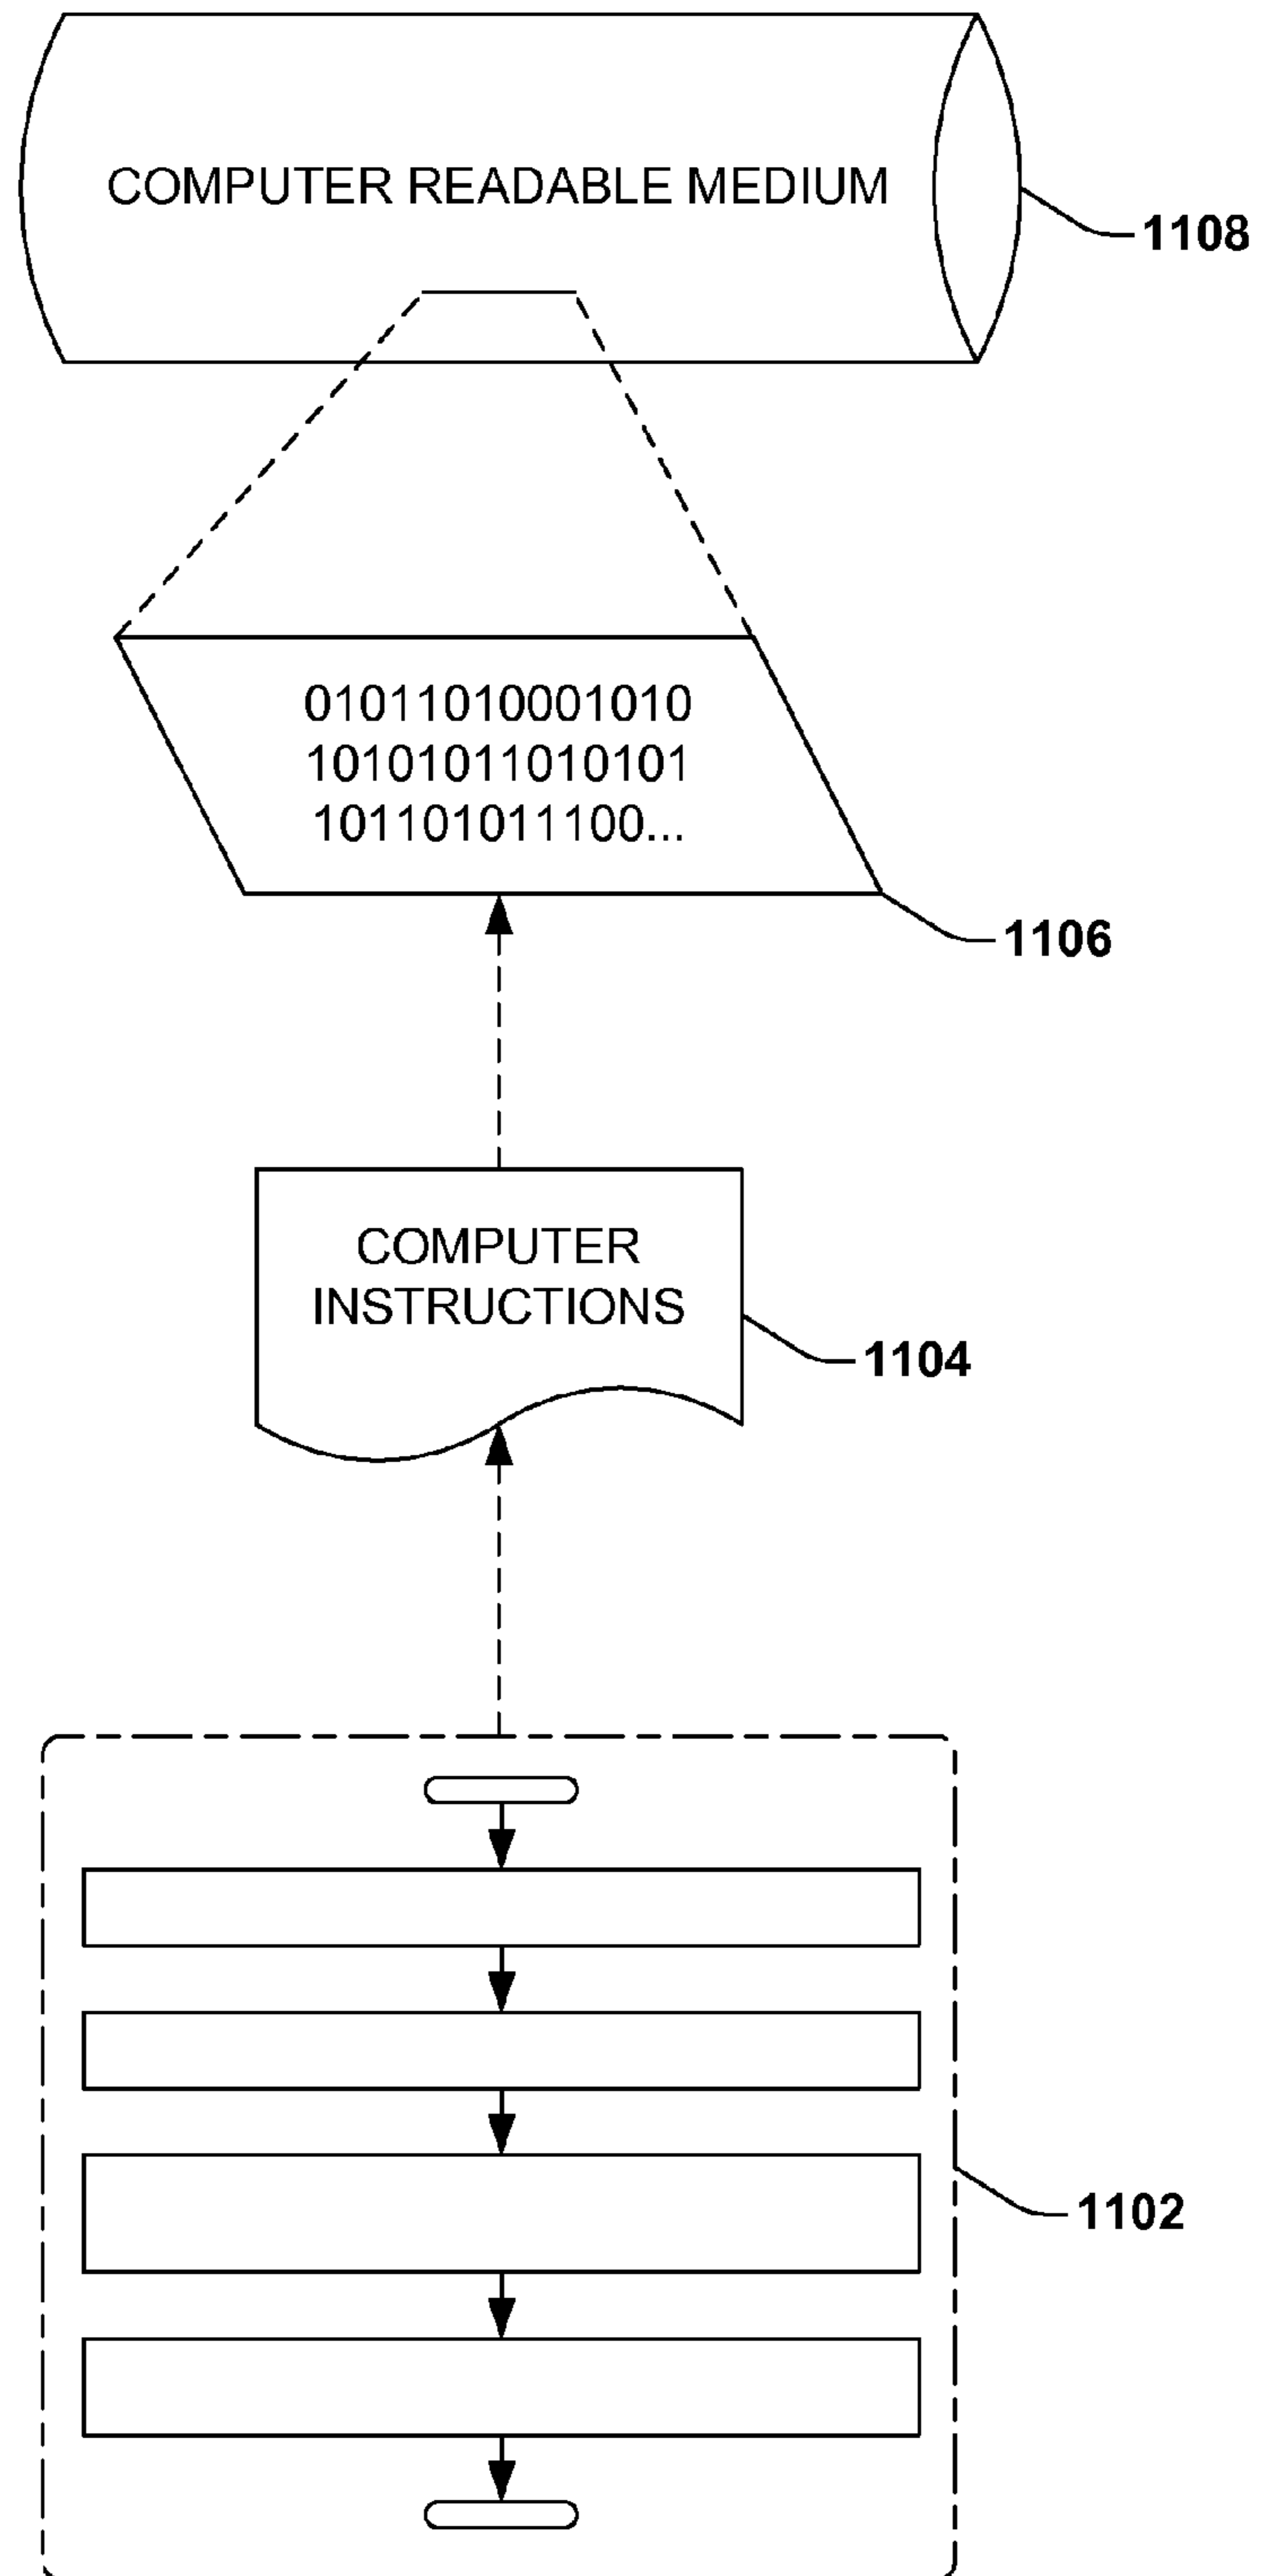 COMPUTER READABLE MEDIUM
1108
01011010001010
10101011010101
101101011100...
1106
COMPUTER
INSTRUCTIONS
1104
1102